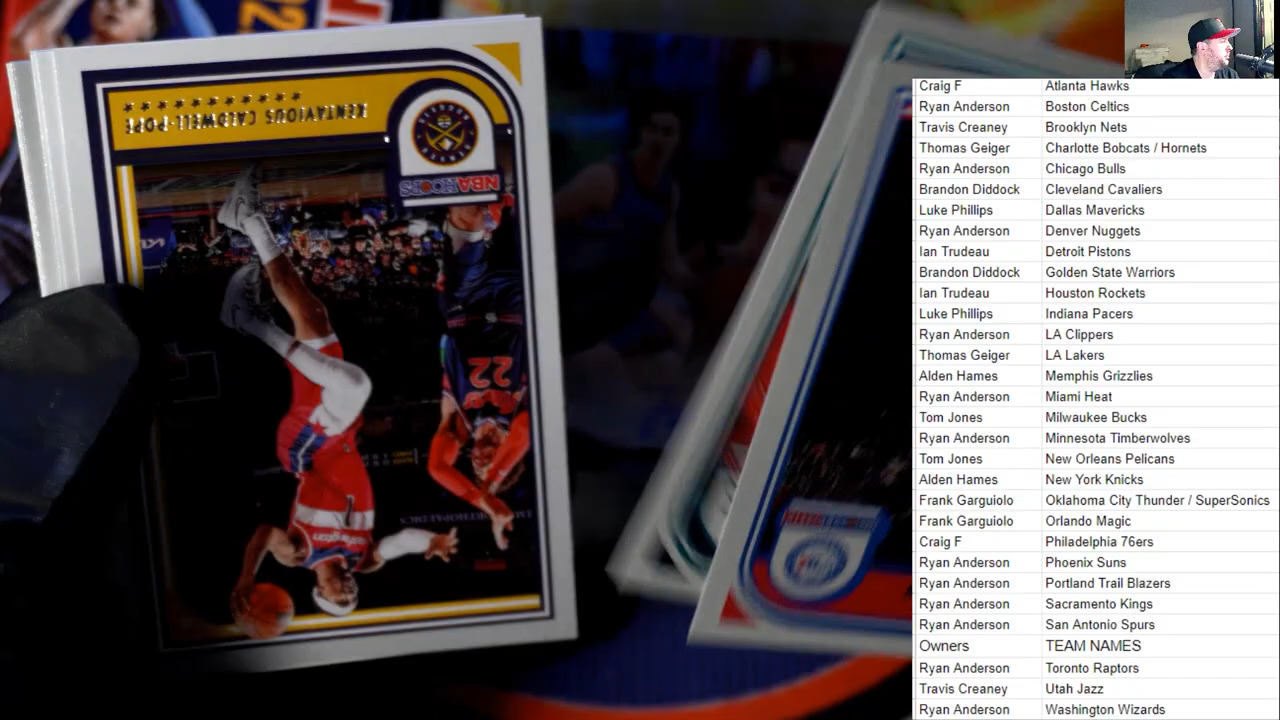 KENTAVIOUS CALDWELL-POPE
NBA HOOPS
22
1
Craig F Atlanta Hawks
Ryan Anderson Boston Celtics
Travis Creaney Brooklyn Nets
Thomas Geiger Charlotte Bobcats / Hornets
Ryan Anderson Chicago Bulls
Brandon Diddock Cleveland Cavaliers
Luke Phillips Dallas Mavericks
Ryan Anderson Denver Nuggets
Ian Trudeau Detroit Pistons
Brandon Diddock Golden State Warriors
Ian Trudeau Houston Rockets
Luke Phillips Indiana Pacers
Ryan Anderson LA Clippers
Thomas Geiger LA Lakers
Alden Hames Memphis Grizzlies
Ryan Anderson Miami Heat
Tom Jones Milwaukee Bucks
Ryan Anderson Minnesota Timberwolves
Tom Jones New Orleans Pelicans
Alden Hames New York Knicks
Frank Garguiolo Oklahoma City Thunder / SuperSonics
Frank Garguiolo Orlando Magic
Craig F Philadelphia 76ers
Ryan Anderson Phoenix Suns
Ryan Anderson Portland Trail Blazers
Ryan Anderson Sacramento Kings
Ryan Anderson San Antonio Spurs
Owners TEAM NAMES
Ryan Anderson Toronto Raptors
Travis Creaney Utah Jazz
Ryan Anderson Washington Wizards